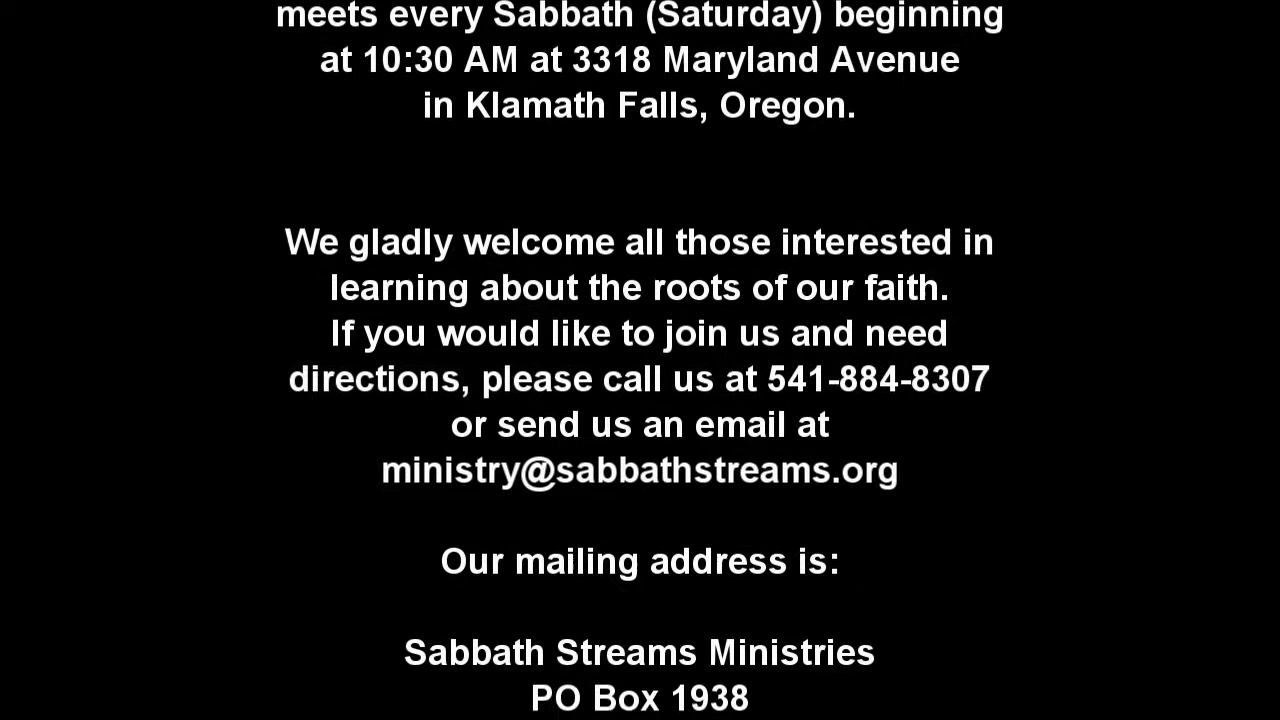 meets every Sabbath (Saturday) beginning
at 10:30 AM at 3318 Maryland Avenue
in Klamath Falls, Oregon.
We gladly welcome all those interested in
learning about the roots of our faith.
If you would like to join us and need
directions, please call us at 541-884-8307
or send us an email at
ministry@sabbathstreams.org
Our mailing address is:
Sabbath Streams Ministries
PO Box 1938